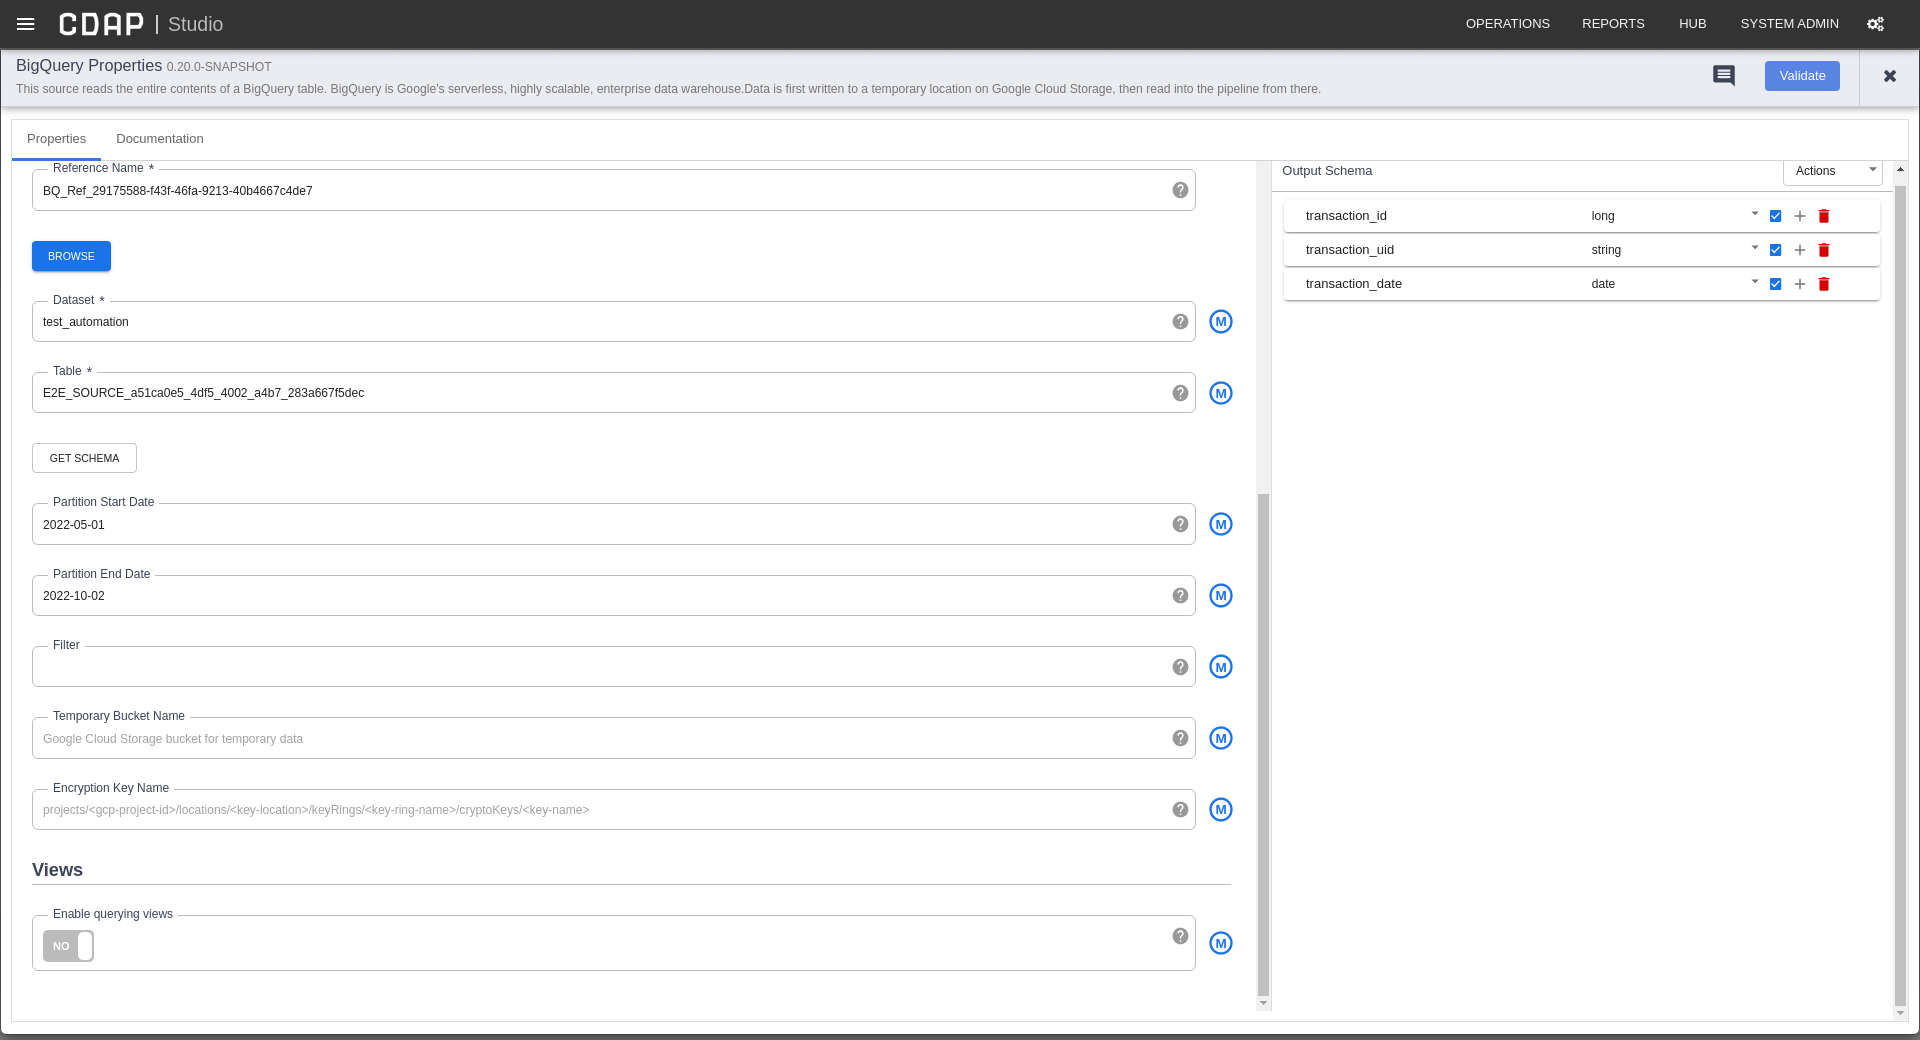 CDAP | Studio
OPERATIONS REPORTS HUB SYSTEM ADMIN
BigQuery Properties 0.20.0-SNAPSHOT
This source reads the entire contents of a BigQuery table. BigQuery is Google's serverless, highly scalable, enterprise data warehouse.Data is first written to a temporary location on Google Cloud Storage, then read into the pipeline from there.
Validate
Properties Documentation
Reference Name *
BQ_Ref_29175588-f43f-46fa-9213-40b4667c4de7
BROWSE
Dataset *
test_automation
M
Table *
E2E_SOURCE_a51ca0e5_4df5_4002_a4b7_283a667f5dec
M
GET SCHEMA
Partition Start Date
2022-05-01
M
Partition End Date
2022-10-02
M
Filter
M
Temporary Bucket Name
Google Cloud Storage bucket for temporary data
M
Encryption Key Name
projects/<gcp-project-id>/locations/<key-location>/keyRings/<key-ring-name>/cryptoKeys/<key-name>
M
Views
Enable querying views
NO
M
Output Schema
Actions
transaction_id long
transaction_uid string
transaction_date date